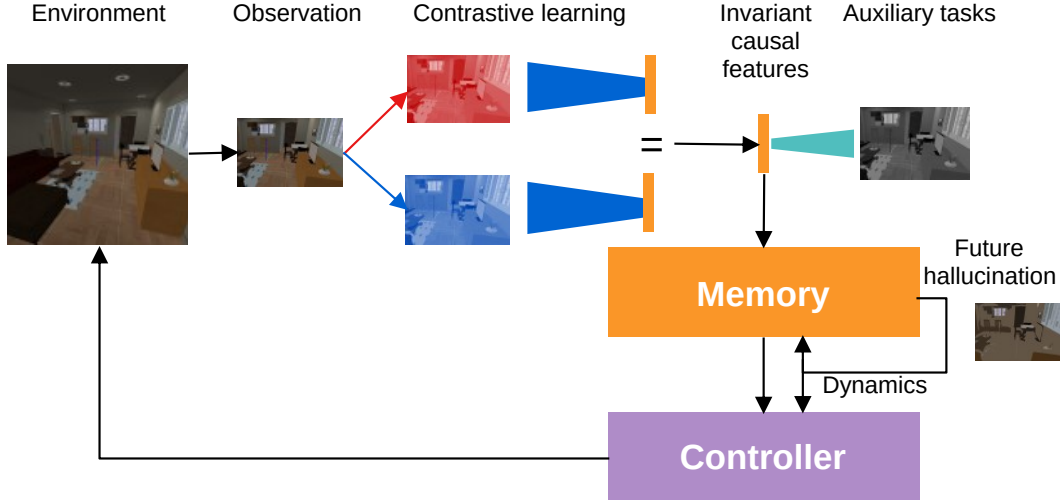 Environment
Observation
Contrastive learning
Invariant
causal
features
Auxiliary tasks
=
Future
hallucination
Memory
Dynamics
Controller